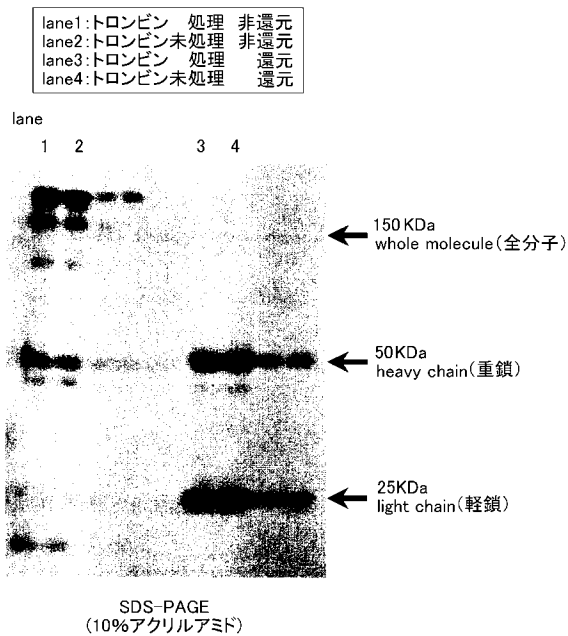 lane1:トロンビン 処理 非還元
lane2:トロンビン未処理 非還元
lane3:トロンビン 処理 還元
lane4:トロンビン未処理 還元
lane
1 2 3 4
150KDa
whole molecule(全分子)
50KDa
heavy chain(重鎖)
25KDa
light chain(軽鎖)
SDS-PAGE
(10%アクリルアミド)